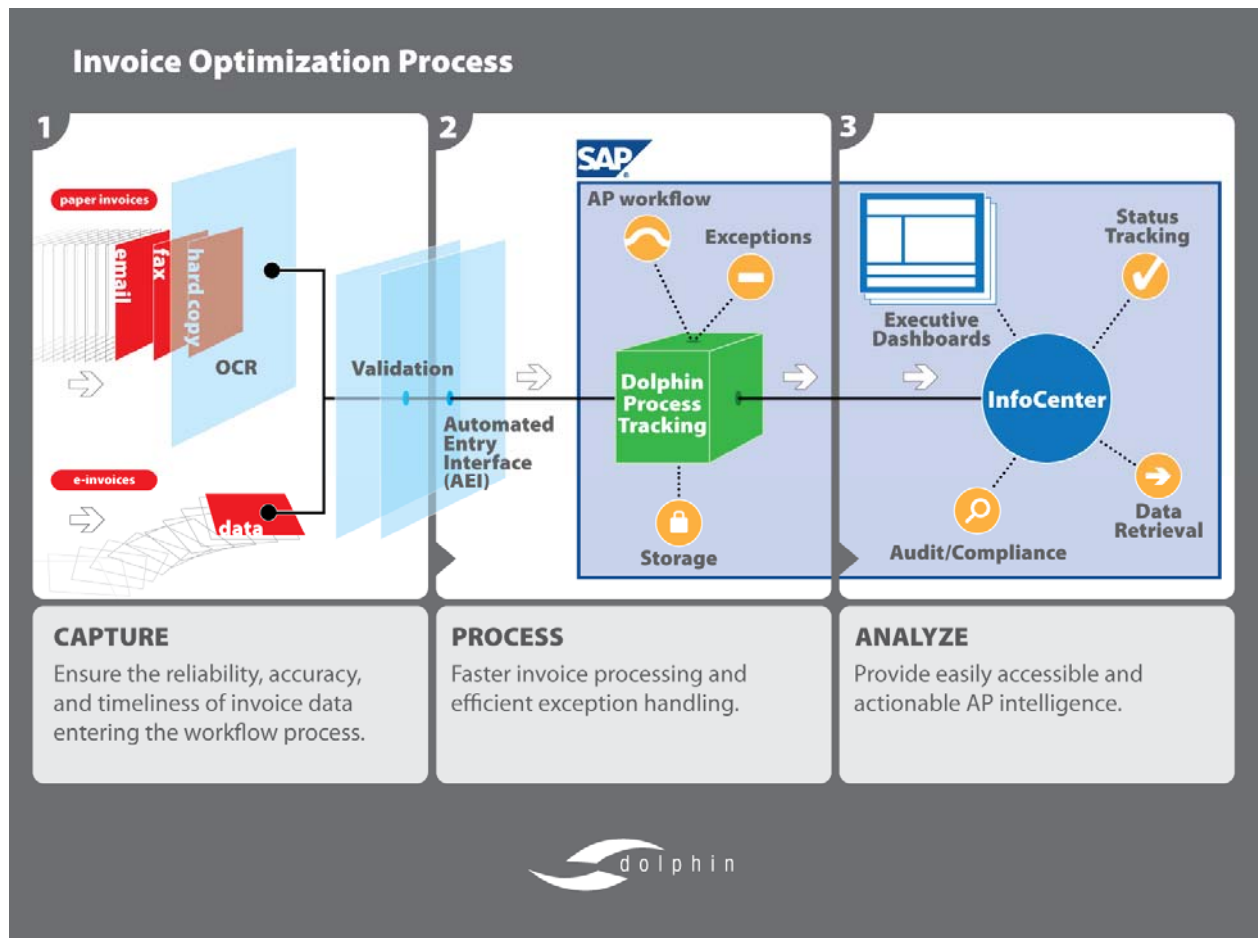 Invoice Optimization Process
1
paper invoices
email
fax
hard copy
OCR
e-invoices
data
Validation
2
SAP®
AP workflow
Exceptions
Automated
Entry
Interface
(AEI)
Dolphin
Process
Tracking
Storage
3
Executive
Dashboards
Status
Tracking
InfoCenter
Audit/Compliance
Data
Retrieval
CAPTURE
Ensure the reliability, accuracy,
and timeliness of invoice data
entering the workflow process.
PROCESS
Faster invoice processing and
efficient exception handling.
ANALYZE
Provide easily accessible and
actionable AP intelligence.
dolphin